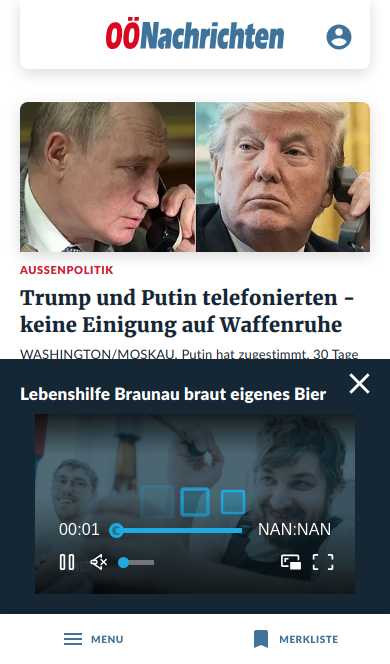 OÖNachrichten
AUSSENPOLITIK
Trump und Putin telefonierten -
keine Einigung auf Waffenruhe
WASHINGTON/MOSKAU. Putin hat zugestimmt, 30 Tage
Lebenshilfe Braunau braut eigenes Bier
00:01 NAN:NAN
MENU MERKLISTE